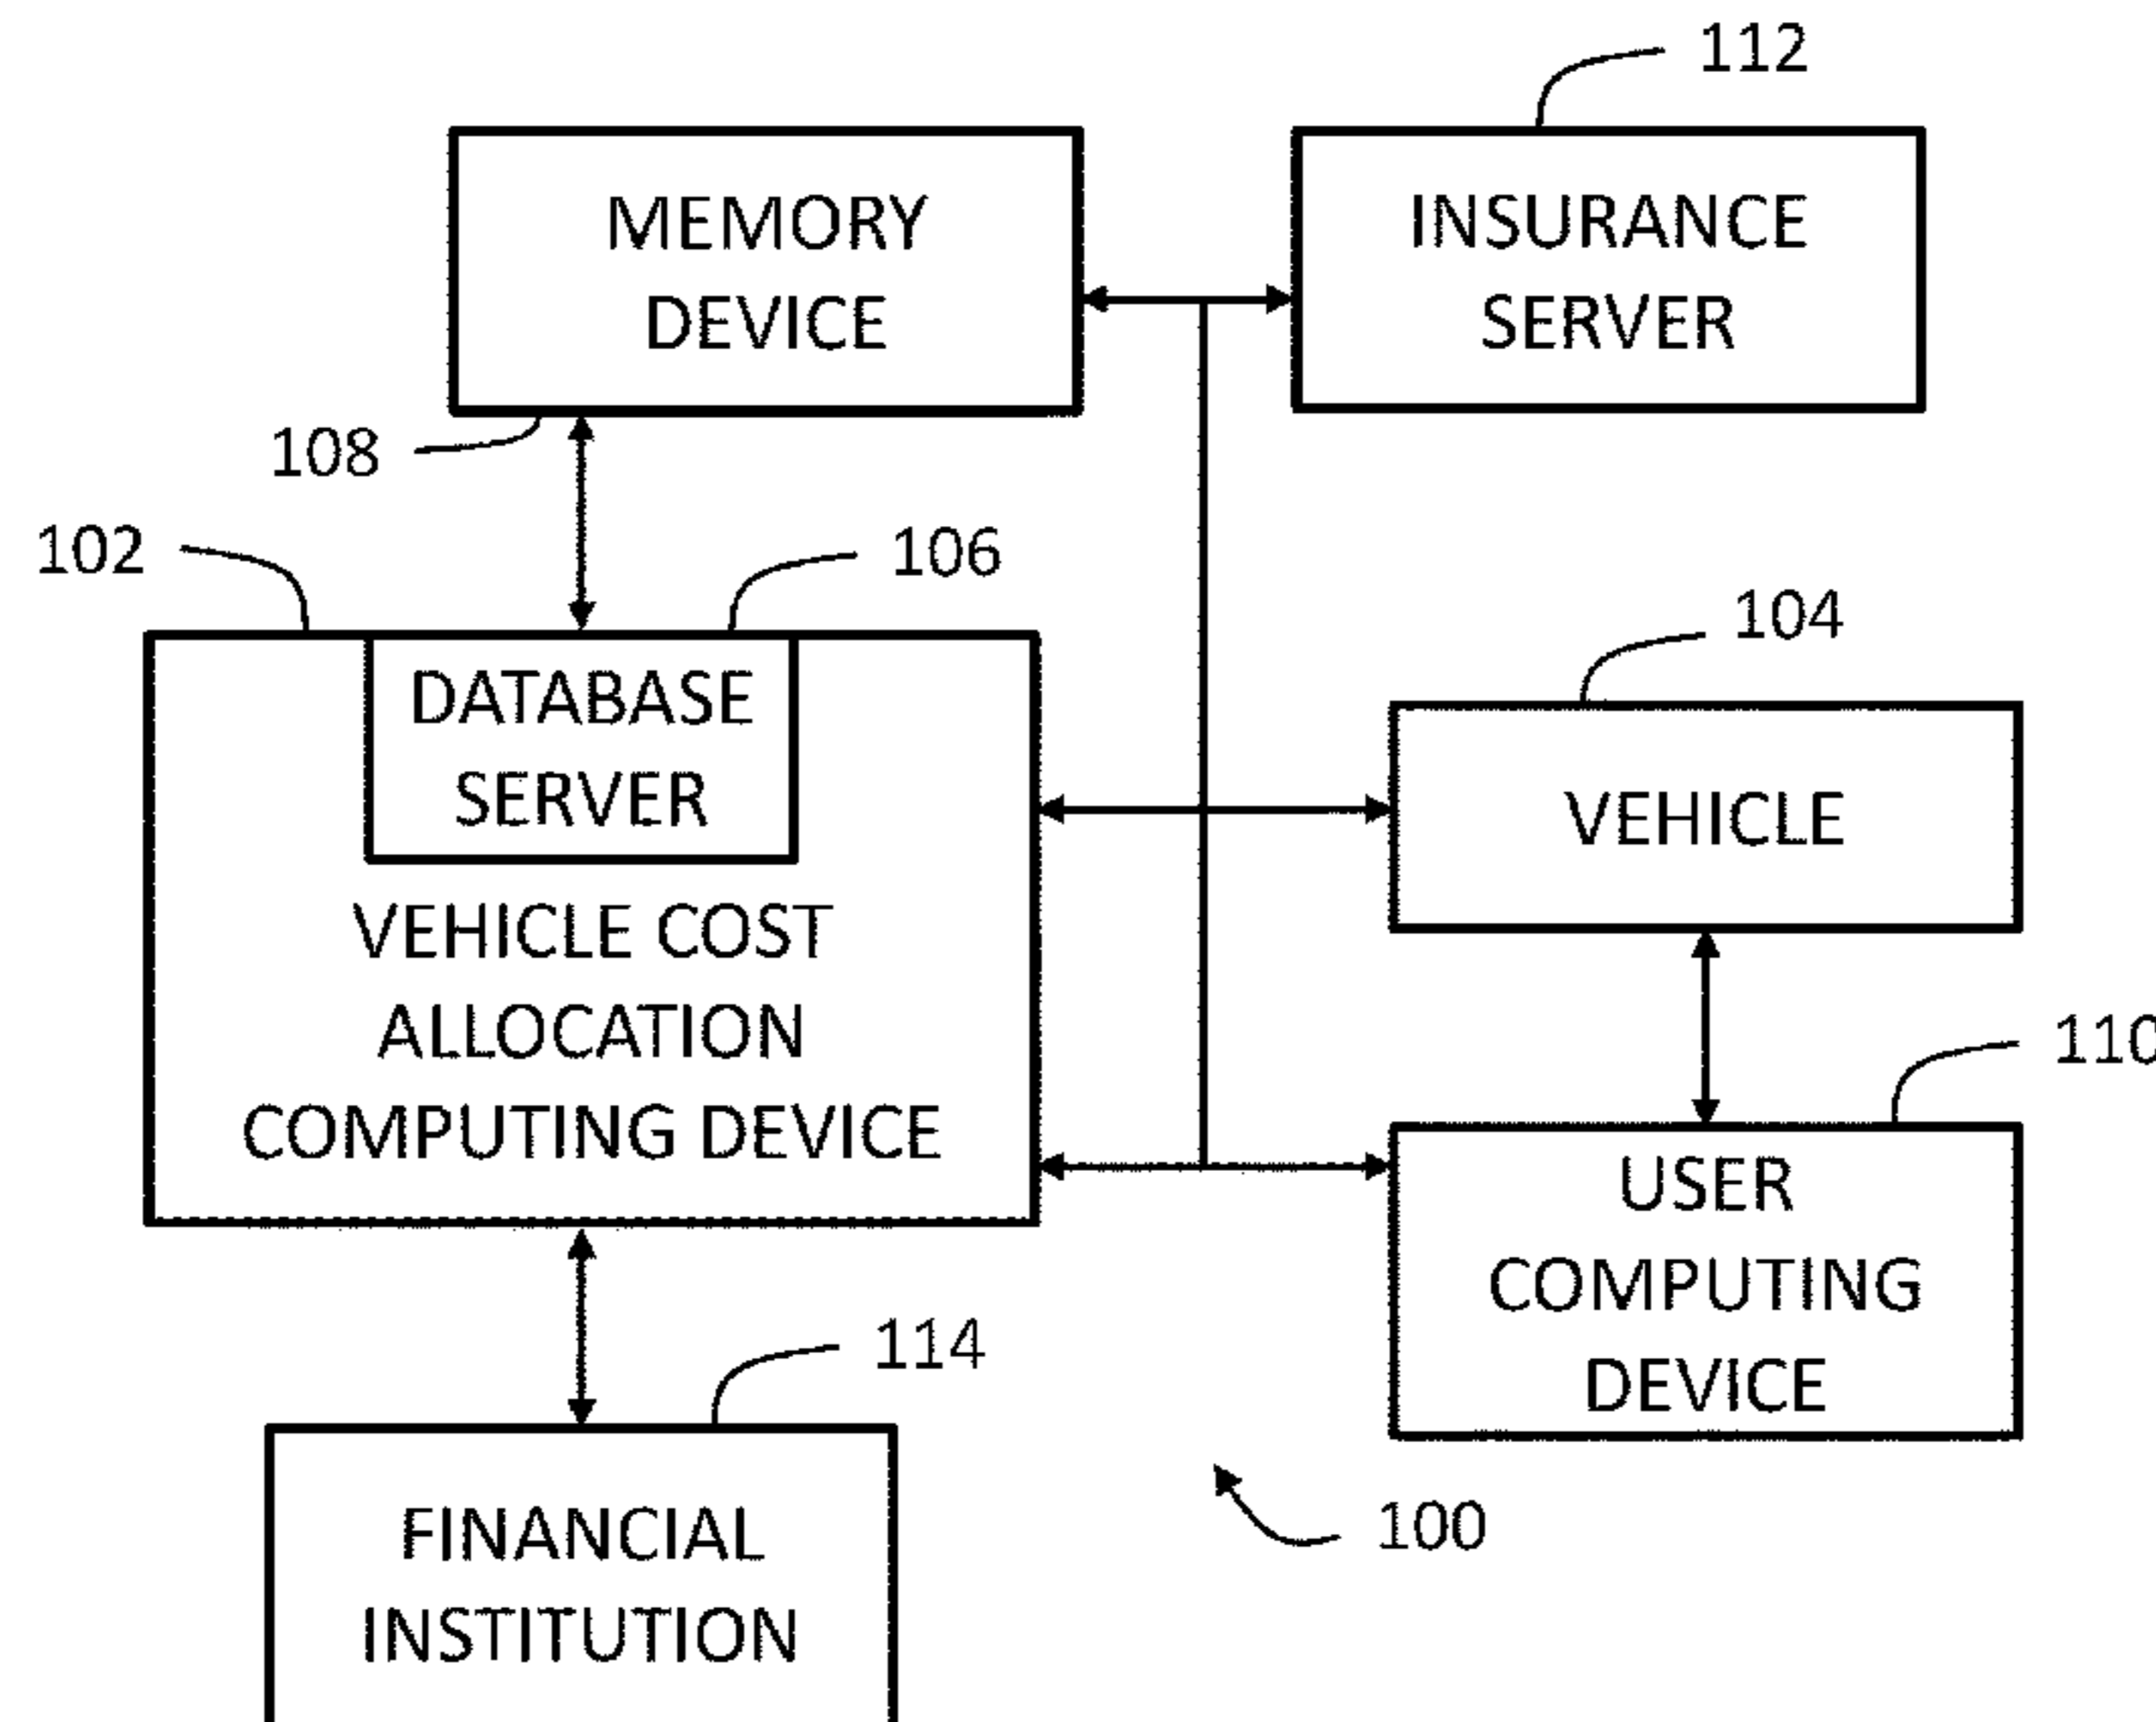 112
MEMORY
DEVICE
INSURANCE
SERVER
108
102
106
104
DATABASE
SERVER
VEHICLE
VEHICLE COST
ALLOCATION
COMPUTING DEVICE
110
USER
COMPUTING
DEVICE
114
100
FINANCIAL
INSTITUTION